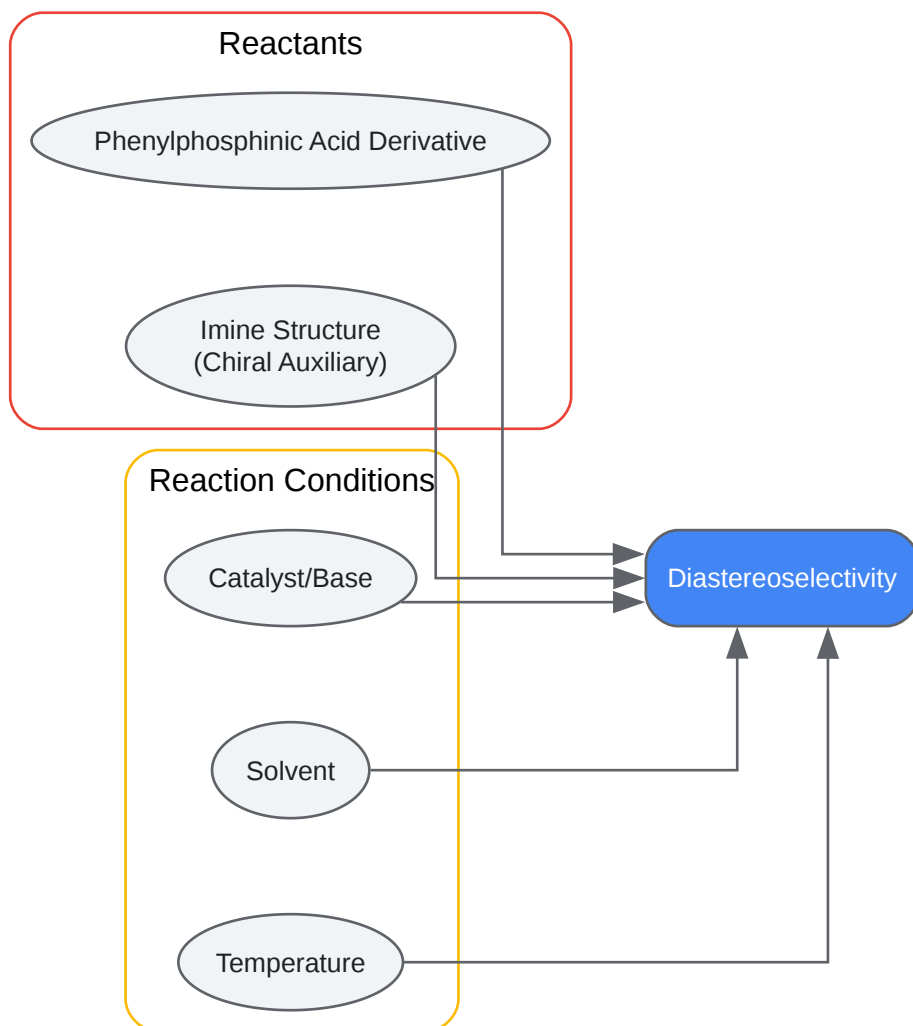 Reactants
Phenylphosphinic Acid Derivative
Imine Structure
(Chiral Auxiliary)
Reaction Conditions
Catalyst/Base
Diastereoselectivity
Solvent
Temperature